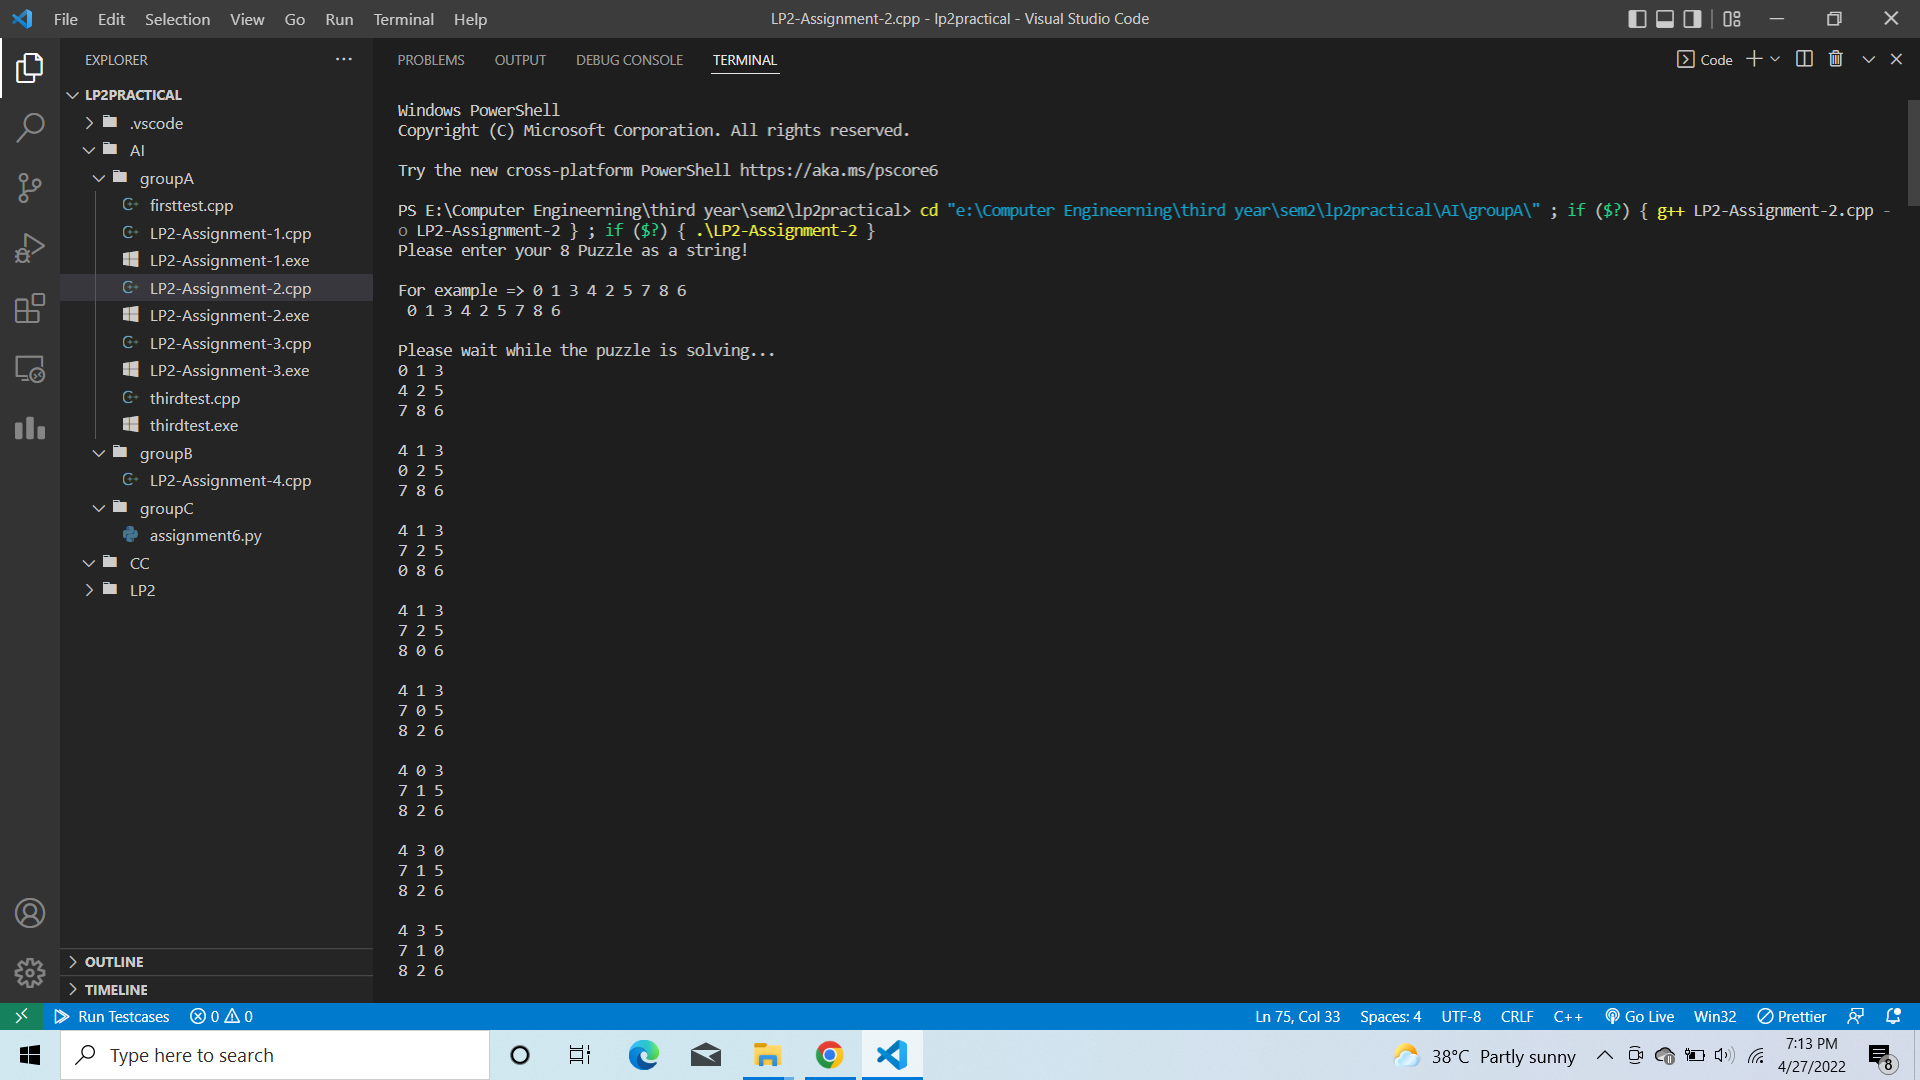 File Edit Selection View Go Run Terminal Help
LP2-Assignment-2.cpp - lp2practical - Visual Studio Code
EXPLORER
LP2PRACTICAL
.vscode
AI
groupA
firsttest.cpp
LP2-Assignment-1.cpp
LP2-Assignment-1.exe
LP2-Assignment-2.cpp
LP2-Assignment-2.exe
LP2-Assignment-3.cpp
LP2-Assignment-3.exe
thirdtest.cpp
thirdtest.exe
groupB
LP2-Assignment-4.cpp
groupC
assignment6.py
CC
LP2
OUTLINE
TIMELINE
PROBLEMS OUTPUT DEBUG CONSOLE TERMINAL
Code
Windows PowerShell
Copyright (C) Microsoft Corporation. All rights reserved.
Try the new cross-platform PowerShell https://aka.ms/pscore6
PS E:\Computer Engineerning\third year\sem2\lp2practical> cd "e:\Computer Engineerning\third year\sem2\lp2practical\AI\groupA\" ; if ($?) { g++ LP2-Assignment-2.cpp -
o LP2-Assignment-2 } ; if ($?) { .\LP2-Assignment-2 }
Please enter your 8 Puzzle as a string!
For example => 0 1 3 4 2 5 7 8 6
0 1 3 4 2 5 7 8 6
Please wait while the puzzle is solving...
0 1 3
4 2 5
7 8 6
4 1 3
0 2 5
7 8 6
4 1 3
7 2 5
0 8 6
4 1 3
7 2 5
8 0 6
4 1 3
7 0 5
8 2 6
4 0 3
7 1 5
8 2 6
4 3 0
7 1 5
8 2 6
4 3 5
7 1 0
8 2 6
Run Testcases 0 0
Ln 75, Col 33 Spaces: 4 UTF-8 CRLF C++ Go Live Win32 Prettier
Type here to search
38°C Partly sunny
7:13 PM
4/27/2022
8